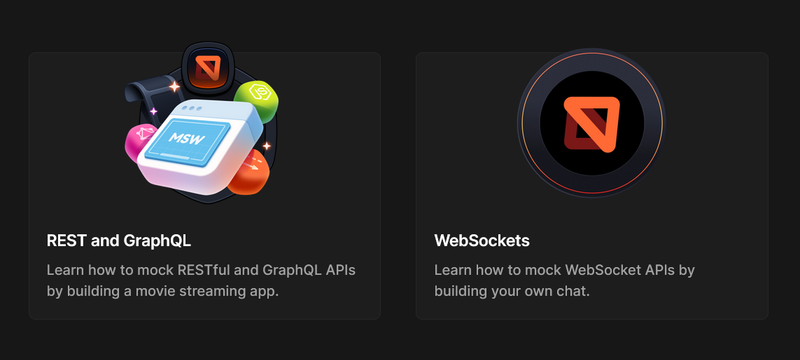 MSW
JS
REST and GraphQL
Learn how to mock RESTful and GraphQL APIs
by building a movie streaming app.
WebSockets
Learn how to mock WebSocket APIs by
building your own chat.